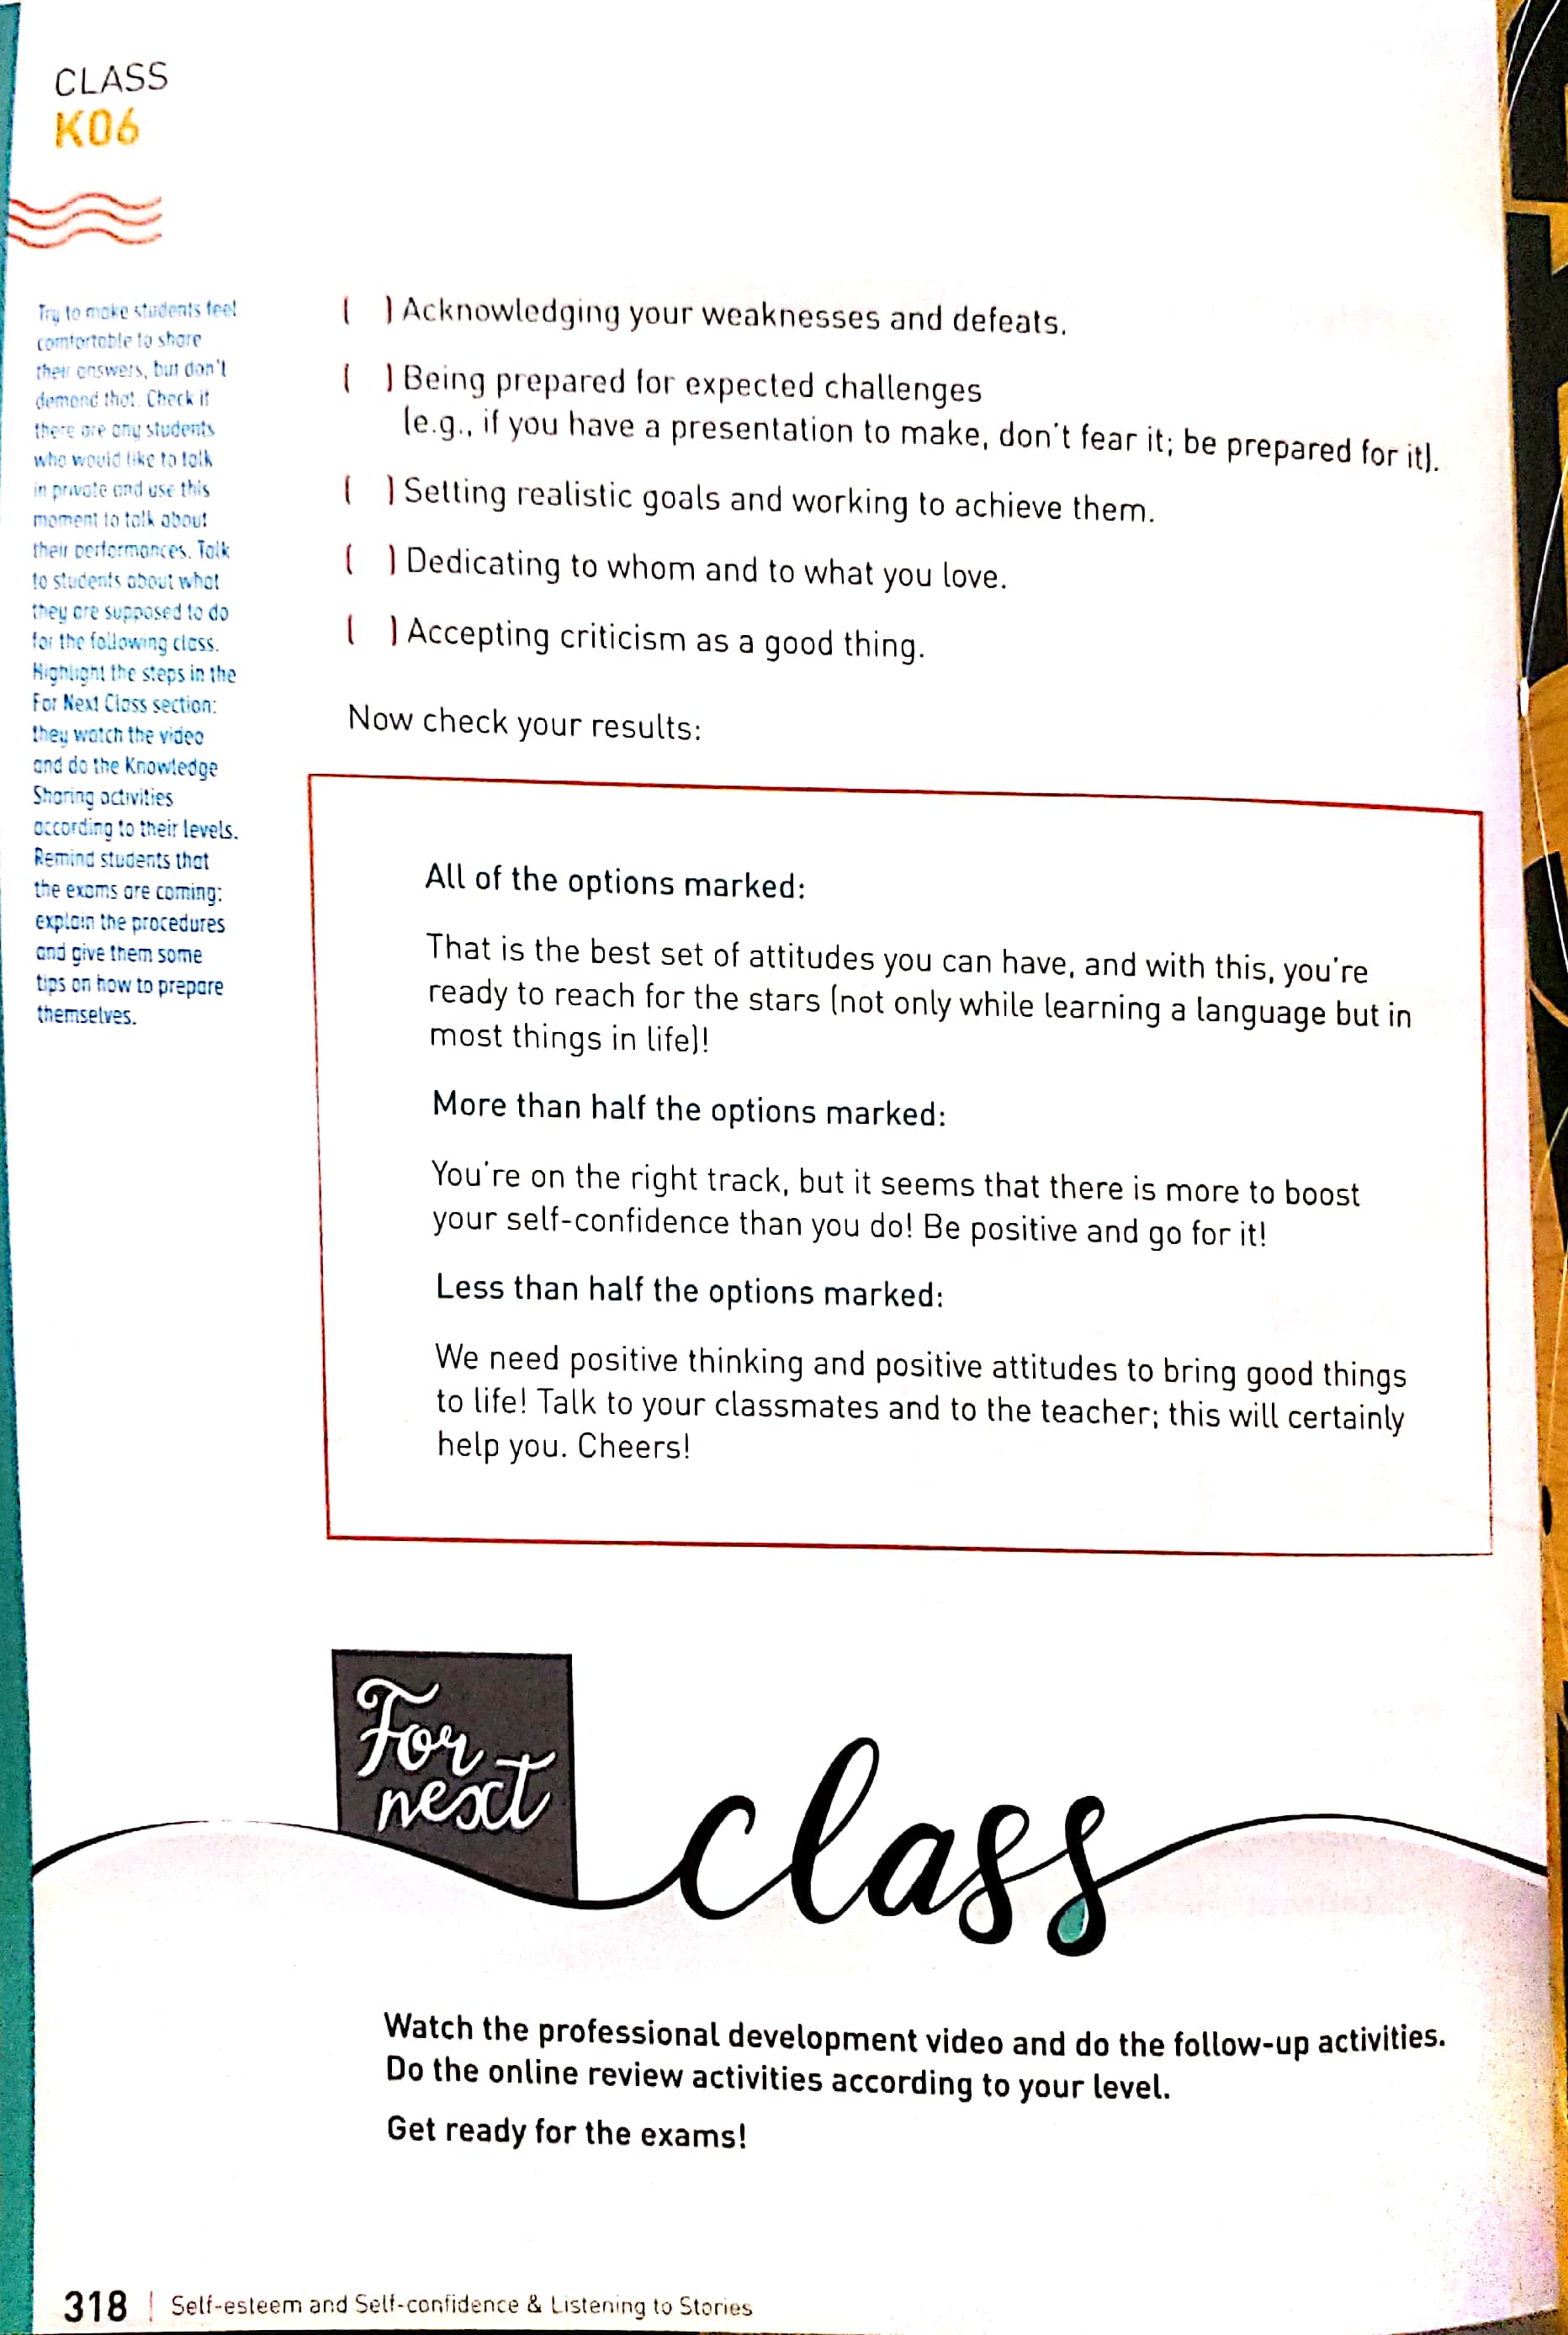 CLASS
K06
Try to make students feel
comfortable to share
their answers, but don't
demand that. Check if
there are any students
who would like to talk
in private and use this
moment to talk about
their performances. Talk
to students about what
they are supposed to do
for the following class.
Highlight the steps in the
For Next Class section:
they watch the video
and do the Knowledge
Sharing activities
according to their levels.
Remind students that
the exams are coming;
explain the procedures
and give them some
tips on how to prepare
themselves.
( ) Acknowledging your weaknesses and defeats.
( ) Being prepared for expected challenges
(e.g., if you have a presentation to make, don't fear it; be prepared for it).
( ) Setting realistic goals and working to achieve them.
( ) Dedicating to whom and to what you love.
( ) Accepting criticism as a good thing.
Now check your results:
All of the options marked:
That is the best set of attitudes you can have, and with this, you're
ready to reach for the stars (not only while learning a language but in
most things in life)!
More than half the options marked:
You're on the right track, but it seems that there is more to boost
your self-confidence than you do! Be positive and go for it!
Less than half the options marked:
We need positive thinking and positive attitudes to bring good things
to life! Talk to your classmates and to the teacher; this will certainly
help you. Cheers!
For
next
class
Watch the professional development video and do the follow-up activities.
Do the online review activities according to your level.
Get ready for the exams!
318 | Self-esteem and Self-confidence & Listening to Stories